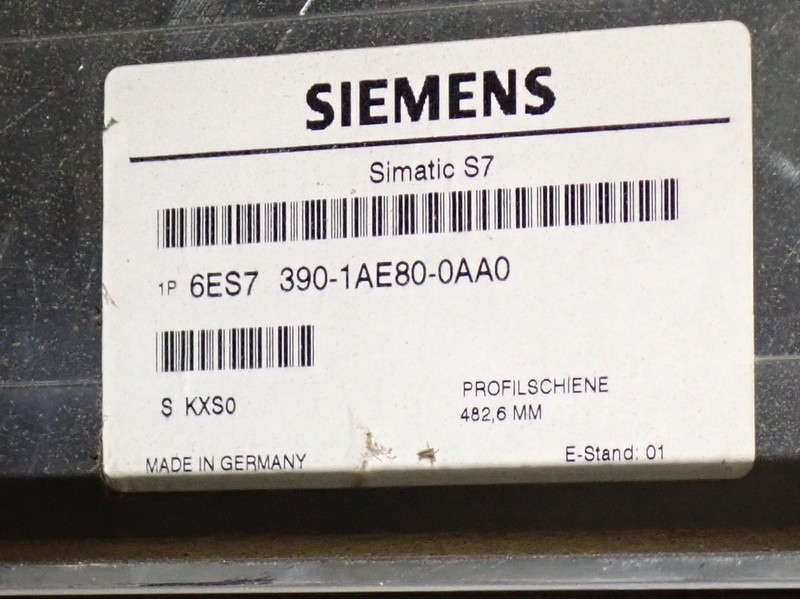 SIEMENS
Simatic S7
1P 6ES7 390-1AE80-0AA0
S KXS0
PROFILSCHIENE
482,6 MM
MADE IN GERMANY
E-Stand: 01